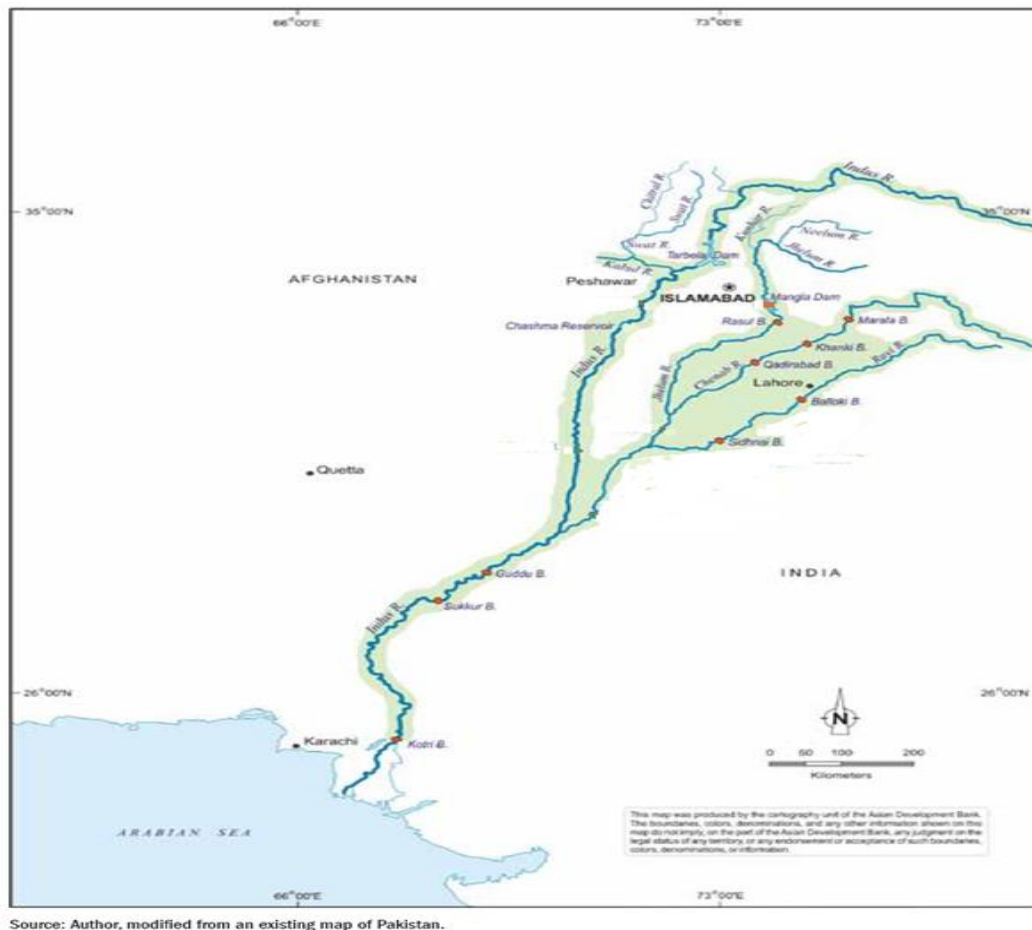 66°00'E
73°00'E
Indus R.
Chitral R.
Swat R.
35°00'N
35°00'N
Kunhar R.
Neelum R.
Swat R.
Jhelum R.
Tarbela Dam
Kabul R.
AFGHANISTAN
Peshawar
ISLAMABAD
Mangla Dam
Chashma Reservoir
Rasul B.
Marala B.
Khanki B.
Ravi R.
Indus R.
Jhelum R.
Chenab R.
Qadirabad B.
Lahore
Balloki B.
Sidhnai B.
Quetta
INDIA
Guddu B.
Sukkur B.
Indus R.
26°00'N
26°00'N
N
Karachi
Kotri B.
0 50 100 200
Kilometers
ARABIAN SEA
This map was produced by the cartography unit of the Asian Development Bank.
The boundaries, colors, denominations, and any other information shown on this
map do not imply, on the part of the Asian Development Bank, any judgment on the
legal status of any territory, or any endorsement or acceptance of such boundaries,
colors, denominations, or information.
66°00'E
73°00'E
Source: Author, modified from an existing map of Pakistan.